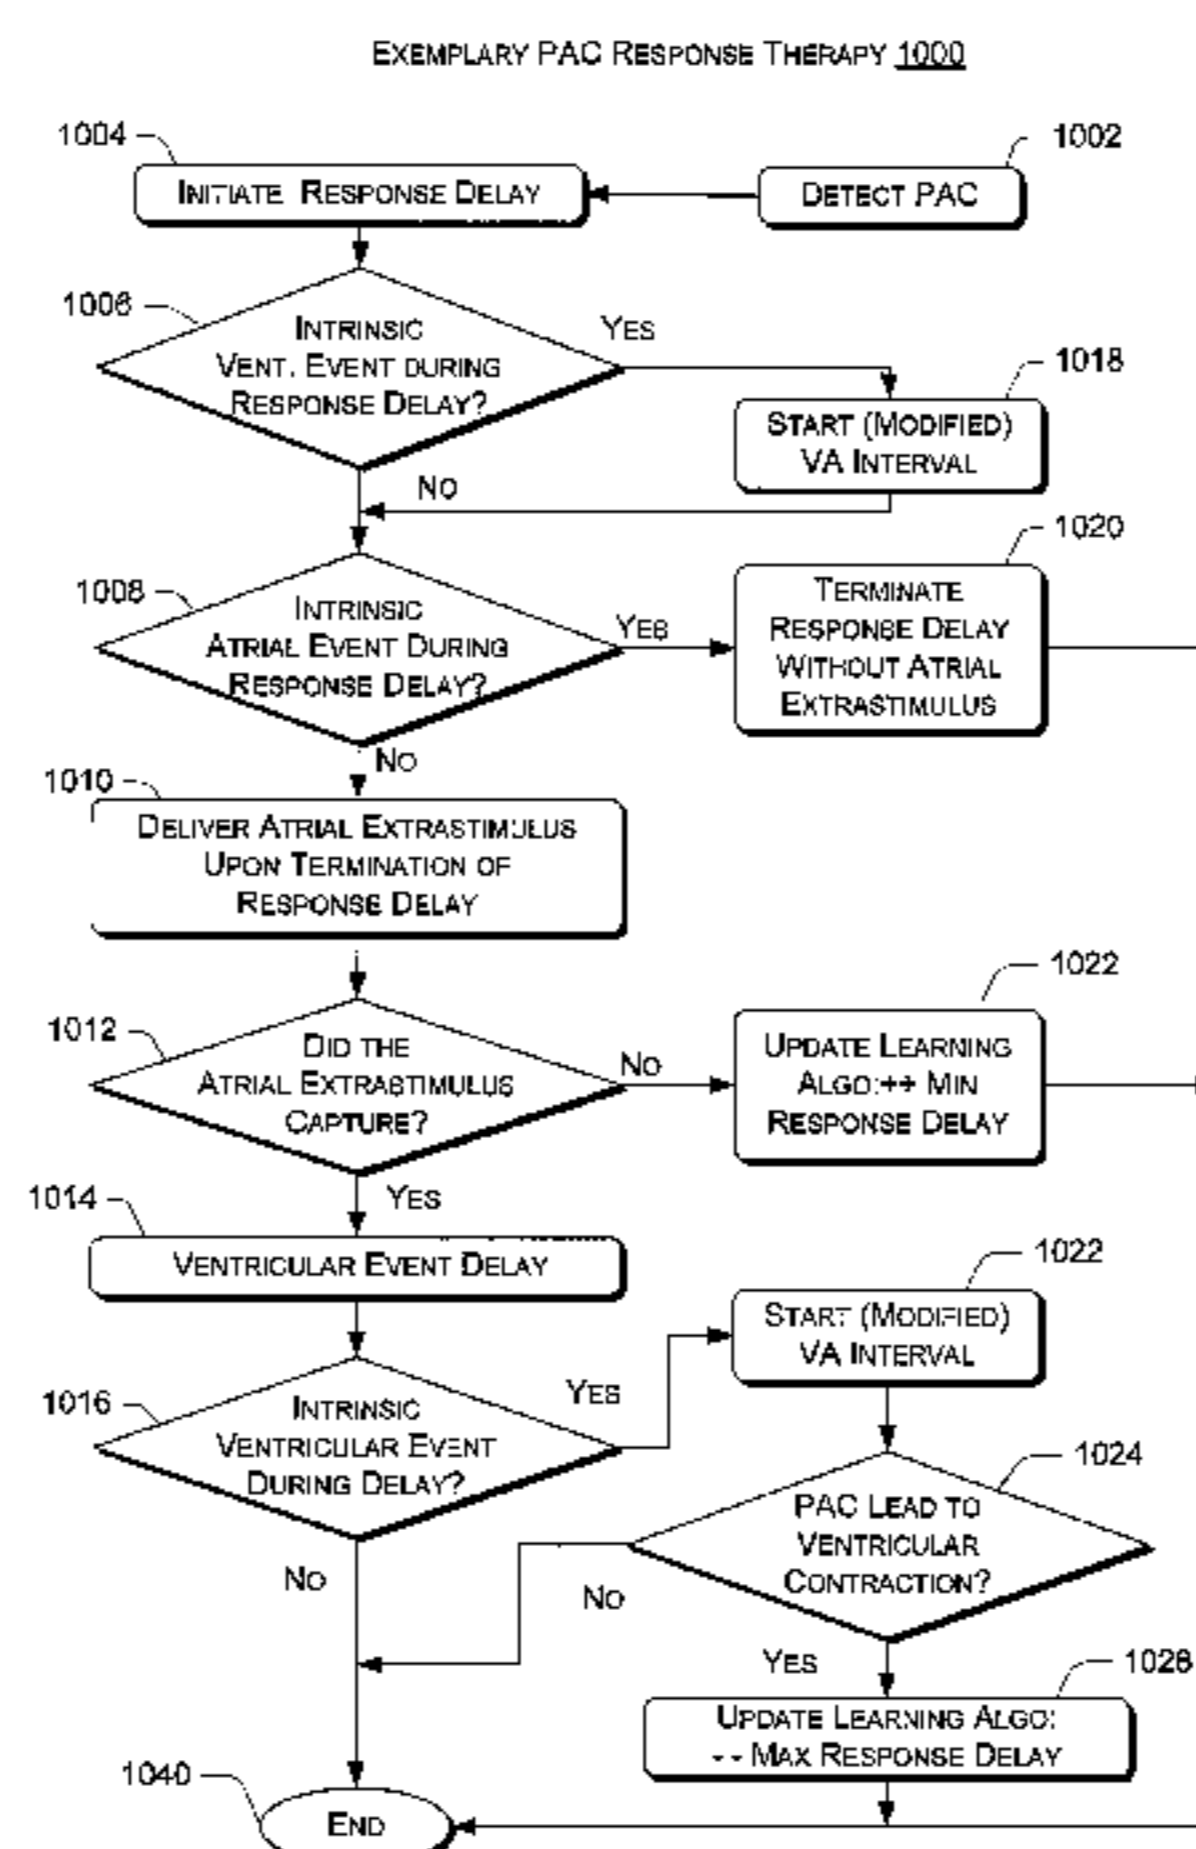 EXEMPLARY PAC RESPONSE THERAPY 1000
1004
1002
INITIATE RESPONSE DELAY
DETECT PAC
1006
INTRINSIC
VENT. EVENT DURING
RESPONSE DELAY?
YES
1018
START (MODIFIED)
VA INTERVAL
NO
1020
1008
INTRINSIC
ATRIAL EVENT DURING
RESPONSE DELAY?
YES
TERMINATE
RESPONSE DELAY
WITHOUT ATRIAL
EXTRASTIMULUS
NO
1010
DELIVER ATRIAL EXTRASTIMULUS
UPON TERMINATION OF
RESPONSE DELAY
1022
1012
DID THE
ATRIAL EXTRASTIMULUS
CAPTURE?
NO
UPDATE LEARNING
ALGO:++ MIN
RESPONSE DELAY
YES
1014
VENTRICULAR EVENT DELAY
1022
START (MODIFIED)
VA INTERVAL
1016
INTRINSIC
VENTRICULAR EVENT
DURING DELAY?
YES
1024
PAC LEAD TO
VENTRICULAR
CONTRACTION?
NO
NO
YES
1028
UPDATE LEARNING ALGO:
-- MAX RESPONSE DELAY
1040
END